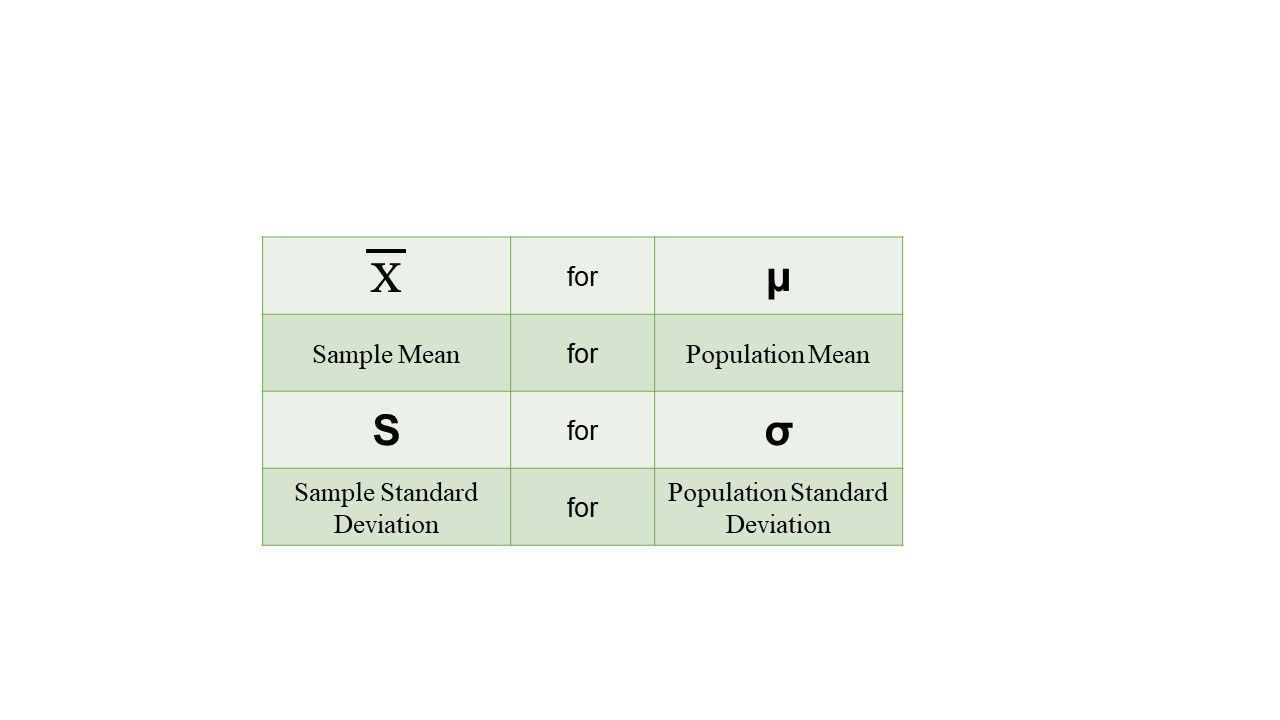 x̅ for μ
Sample Mean for Population Mean
S for σ
Sample Standard Deviation for Population Standard Deviation